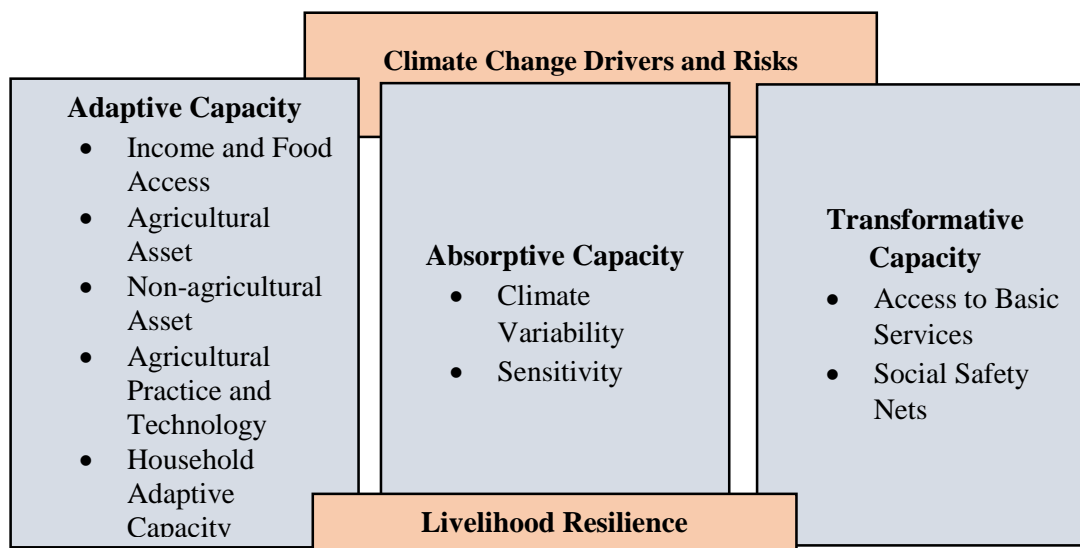 Climate Change Drivers and Risks
Adaptive Capacity
• Income and Food
Access
• Agricultural
Asset
• Non-agricultural
Asset
• Agricultural
Practice and
Technology
• Household
Adaptive
Capacity
Absorptive Capacity
• Climate
Variability
• Sensitivity
Transformative
Capacity
• Access to Basic
Services
• Social Safety
Nets
Livelihood Resilience